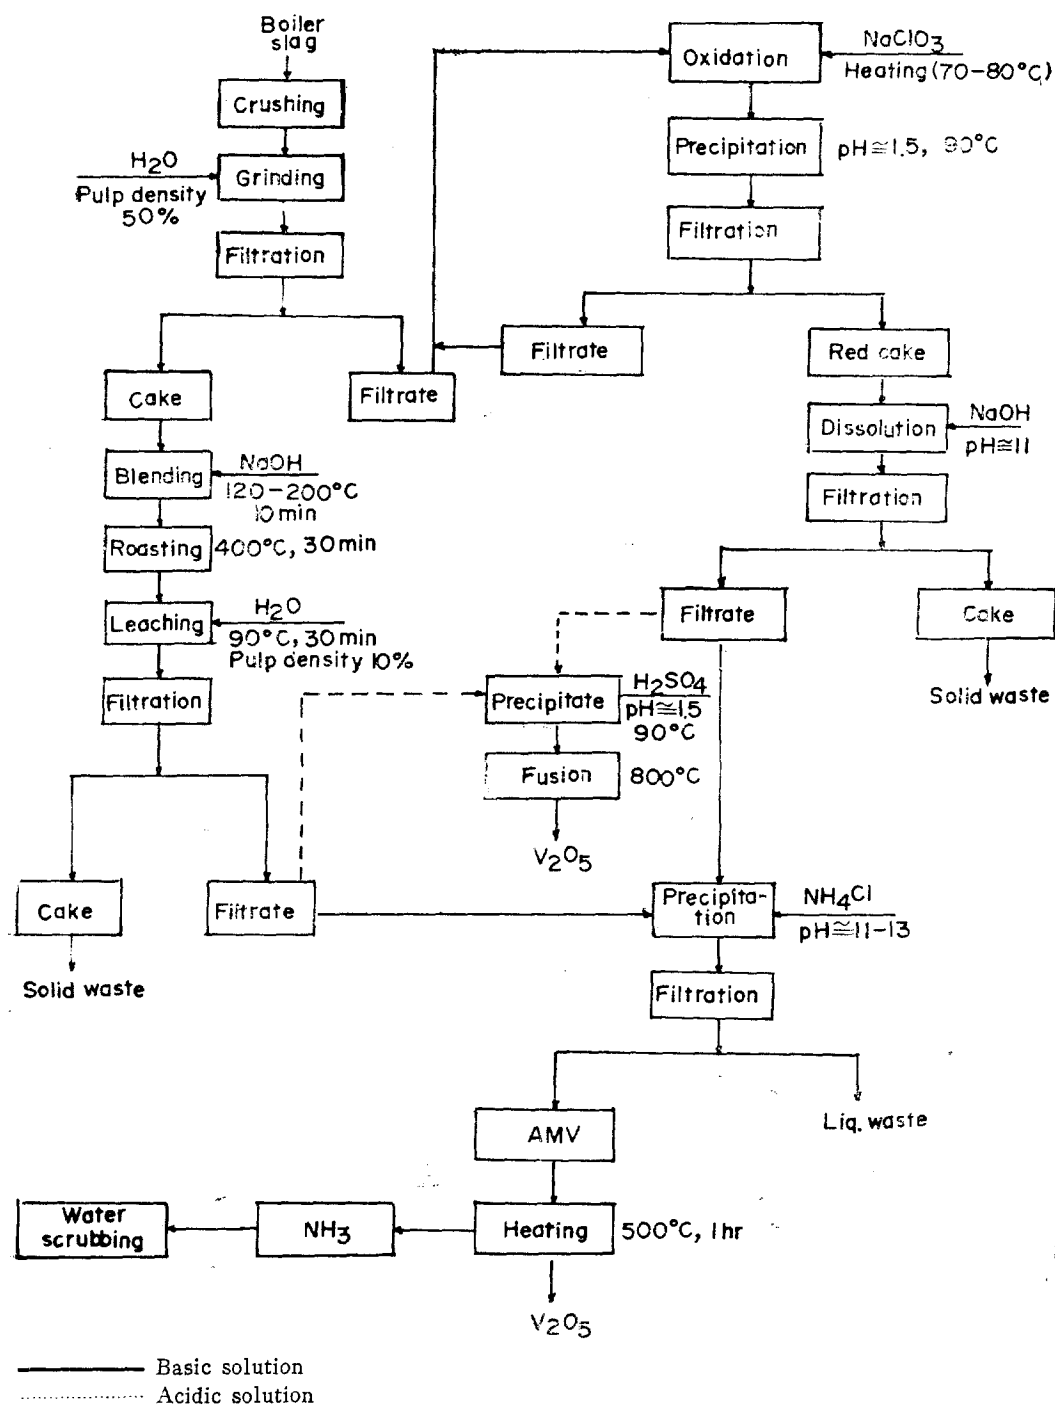 Boiler
slag
Crushing
H2O
Pulp density
50%
Grinding
Filtration
Cake
Filtrate
Blending
NaOH
120-200°C
10 min
Roasting
400°C, 30 min
Leaching
H2O
90°C, 30 min
Pulp density 10%
Filtration
Cake
Filtrate
Solid waste
Oxidation
NaClO3
Heating (70-80°C)
Precipitation
pH≅1.5, 90°C
Filtration
Filtrate
Red cake
Dissolution
NaOH
pH≅11
Filtration
Filtrate
Cake
Solid waste
Precipitate
H2SO4
pH≅1.5
90°C
Fusion
800°C
V2O5
Precipita-
tion
NH4Cl
pH≅11-13
Filtration
AMV
Liq. waste
Water
scrubbing
NH3
Heating
500°C, 1hr
V2O5
Basic solution
Acidic solution